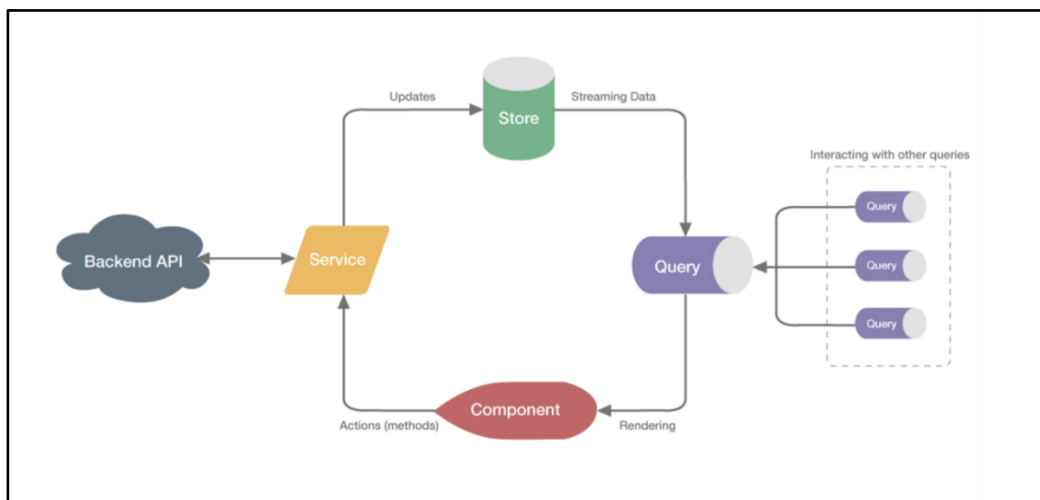 Updates
Streaming Data
Store
Interacting with other queries
Query
Backend API
Service
Query
Query
Query
Component
Actions (methods)
Rendering